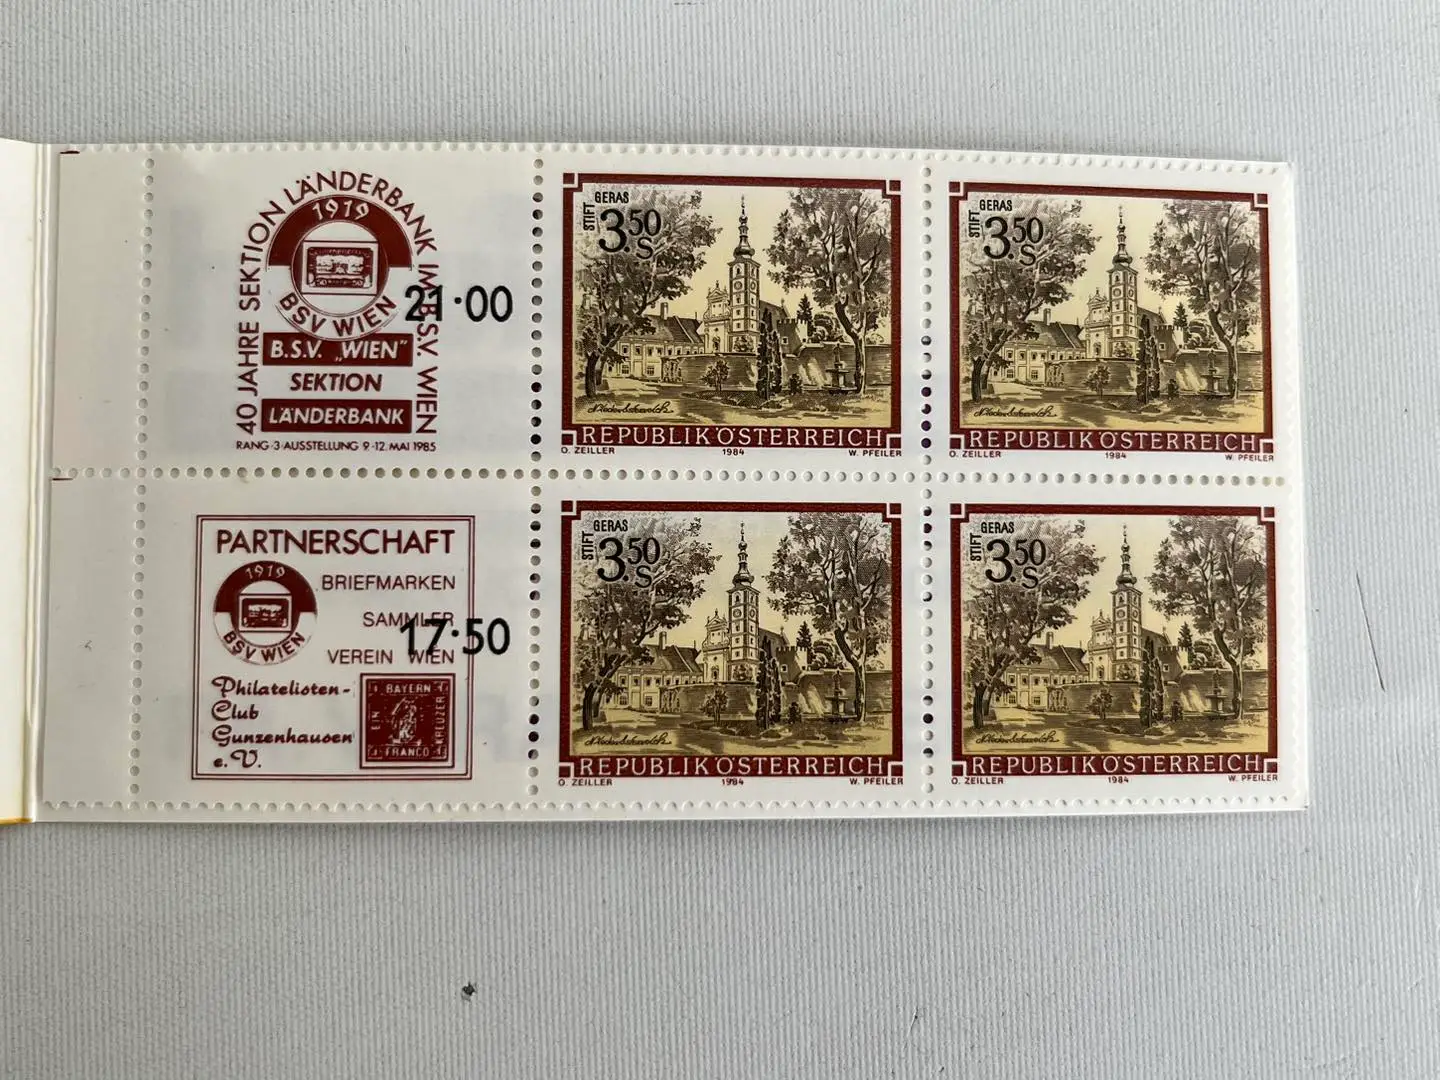 40 JAHRE SEKTION LÄNDERBANK IM BSV WIEN
1919
BSV WIEN
21·00
B.S.V. „WIEN"
SEKTION
LÄNDERBANK
RANG-3-AUSSTELLUNG 9.-12. MAI 1985
STIFT GERAS
3.50
S
REPUBLIK ÖSTERREICH
O. ZEILLER 1984 W. PFEILER
STIFT GERAS
3.50
S
REPUBLIK ÖSTERREICH
O. ZEILLER 1984 W. PFEILER
PARTNERSCHAFT
1919
BSV WIEN
BRIEFMARKEN
SAMMLER
17·50
VEREIN WIEN
Philatelisten-
Club
Gunzenhausen
e.V.
BAYERN
EIN
KREUZER
FRANCO
STIFT GERAS
3.50
S
REPUBLIK ÖSTERREICH
O. ZEILLER 1984 W. PFEILER
STIFT GERAS
3.50
S
REPUBLIK ÖSTERREICH
O. ZEILLER 1984 W. PFEILER